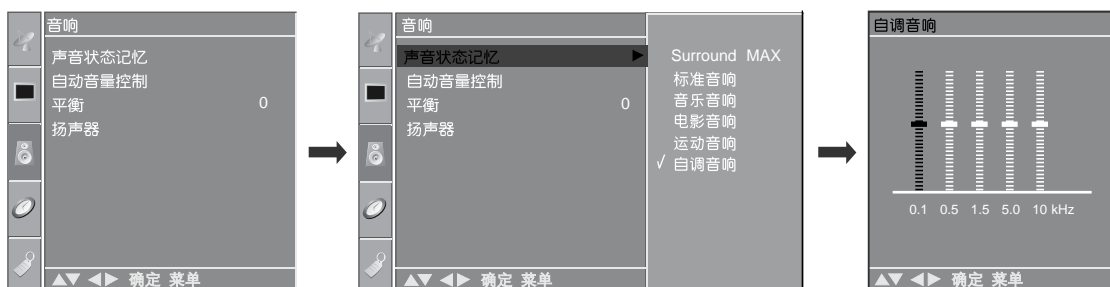 音响
声音状态记忆
自动音量控制
平衡 0
扬声器
▲▼ ◀▶ 确定 菜单
音响
声音状态记忆 ▶
自动音量控制
平衡 0
扬声器
▲▼ ◀▶ 确定 菜单
Surround MAX
标准音响
音乐音响
电影音响
运动音响
√ 自调音响
自调音响
0.1 0.5 1.5 5.0 10 kHz
▲▼ ◀▶ 确定 菜单